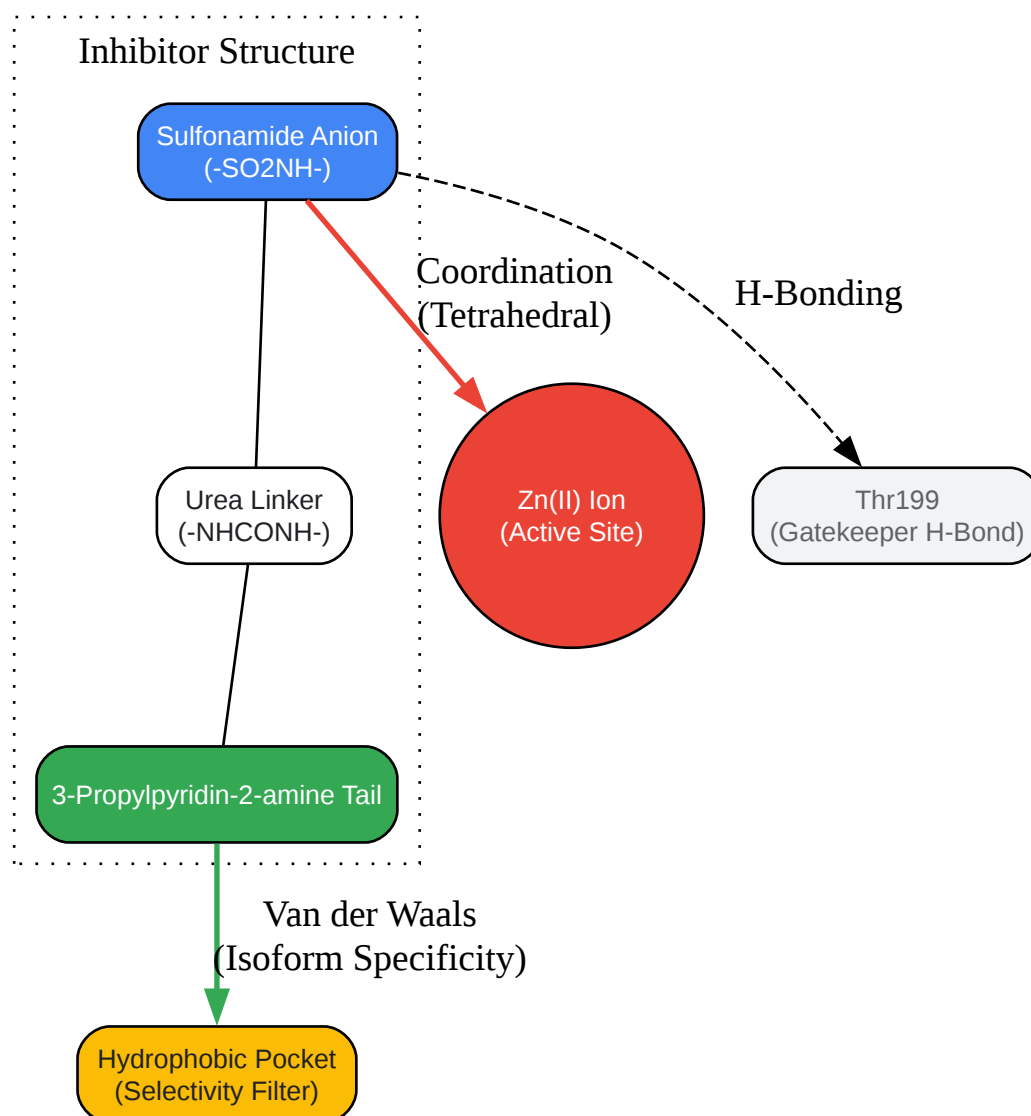 Inhibitor Structure
Sulfonamide Anion
(-SO2NH-)
Coordination
(Tetrahedral)
H-Bonding
Urea Linker
(-NHCONH-)
Zn(II) Ion
(Active Site)
Thr199
(Gatekeeper H-Bond)
3-Propylpyridin-2-amine Tail
Van der Waals
(Isoform Specificity)
Hydrophobic Pocket
(Selectivity Filter)